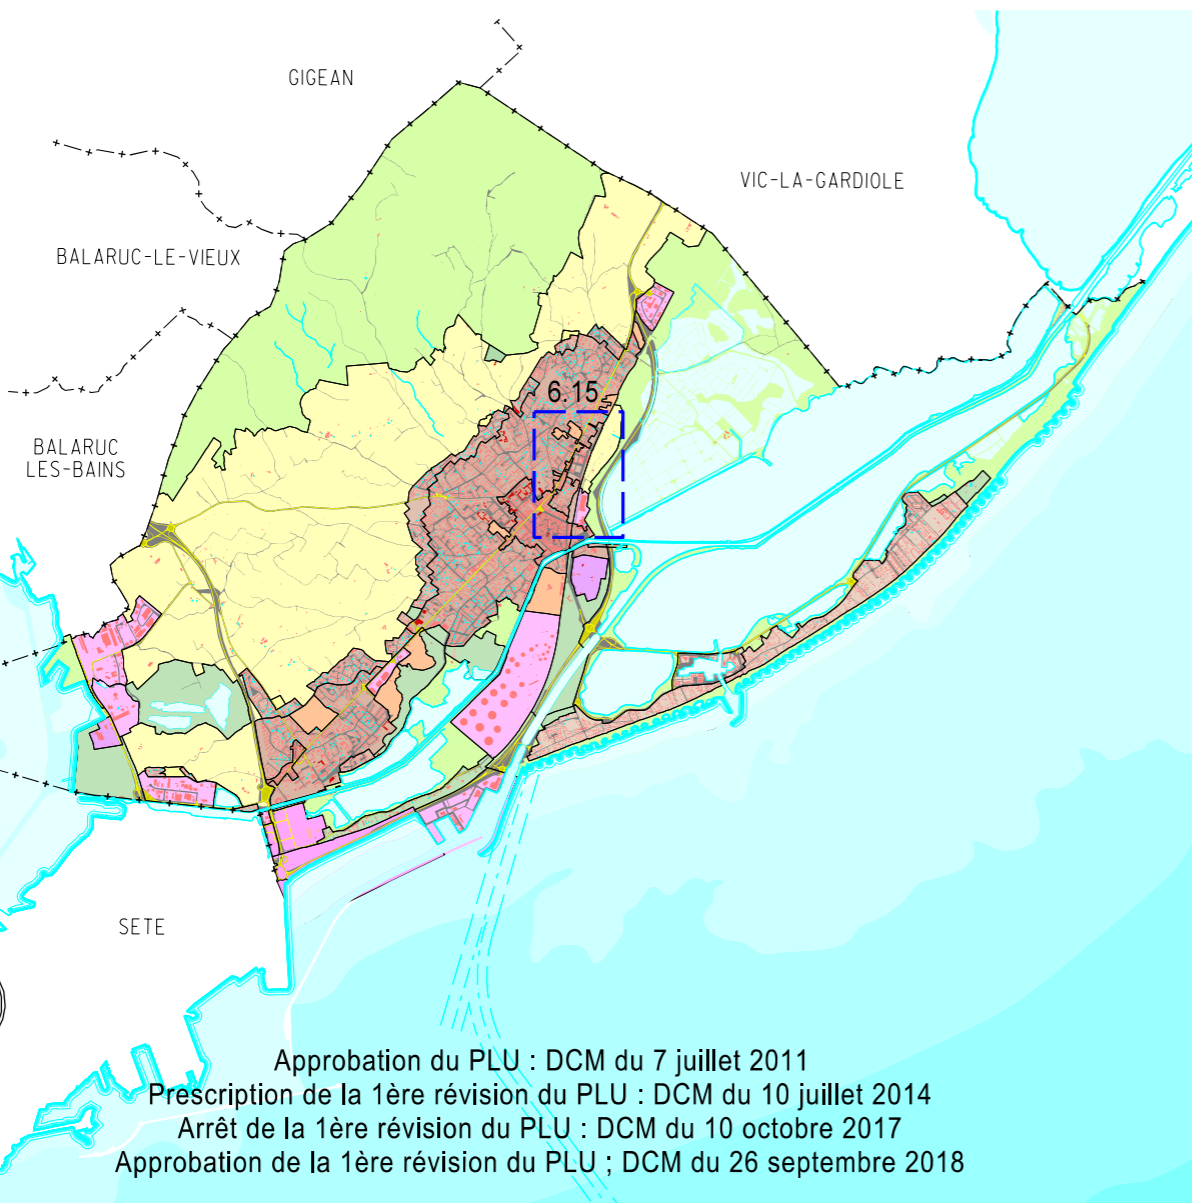 GIGEAN
VIC-LA-GARDIOLE
BALARUC-LE-VIEUX
6.15
BALARUC
LES-BAINS
SETE
Approbation du PLU : DCM du 7 juillet 2011
Prescription de la 1ère révision du PLU : DCM du 10 juillet 2014
Arrêt de la 1ère révision du PLU : DCM du 10 octobre 2017
Approbation de la 1ère révision du PLU ; DCM du 26 septembre 2018